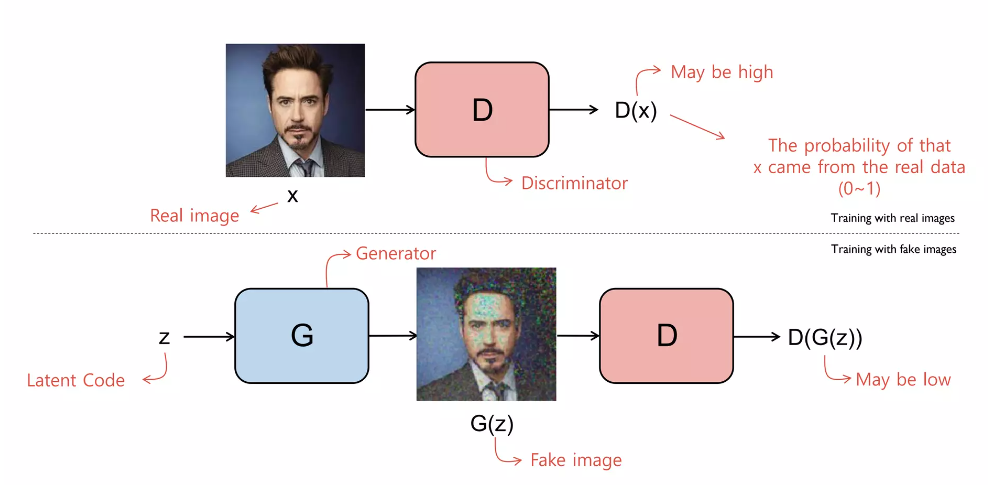 May be high
D
D(x)
The probability of that
x came from the real data
(0~1)
Discriminator
x
Real image
Training with real images
Training with fake images
Generator
z
G
D
D(G(z))
Latent Code
May be low
G(z)
Fake image